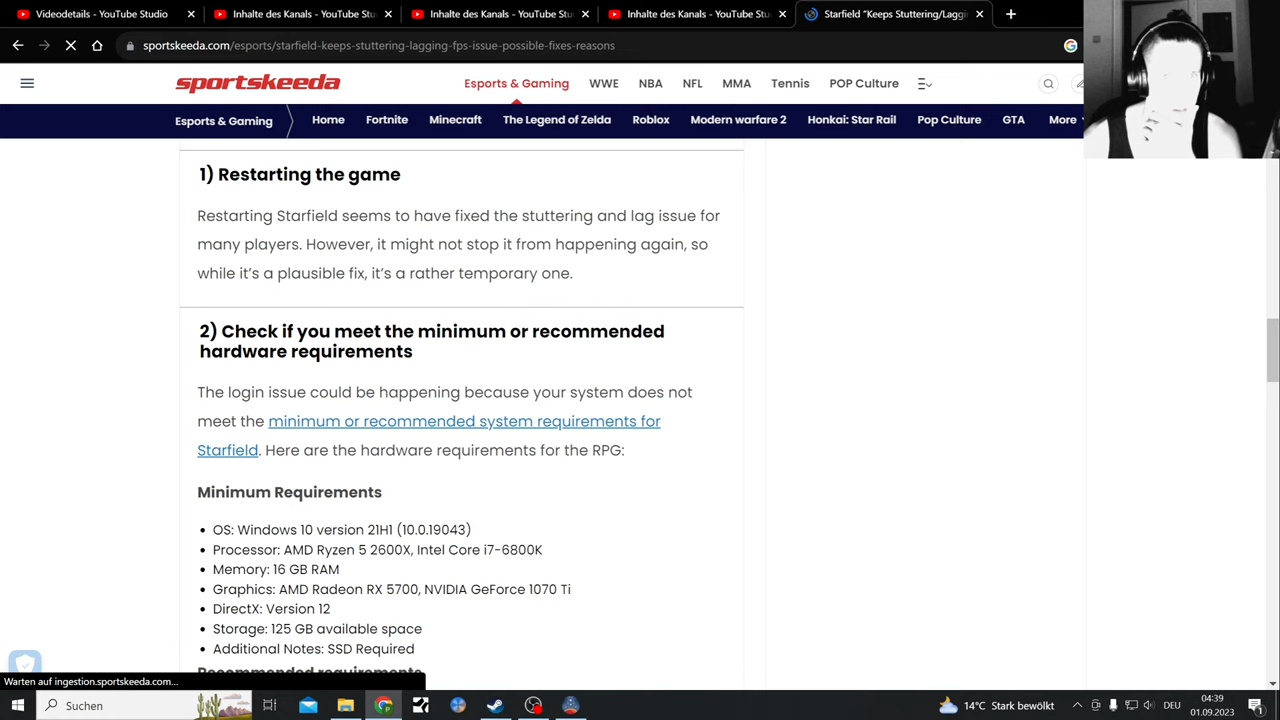 Videodetails - YouTube Studio
Inhalte des Kanals - YouTube Stu
Inhalte des Kanals - YouTube Stu
Inhalte des Kanals - YouTube Stu
Starfield "Keeps Stuttering/Laggi
sportskeeda.com/esports/starfield-keeps-stuttering-lagging-fps-issue-possible-fixes-reasons
sportskeeda
Esports & Gaming WWE NBA NFL MMA Tennis POP Culture
Esports & Gaming Home Fortnite Minecraft The Legend of Zelda Roblox Modern warfare 2 Honkai: Star Rail Pop Culture GTA More
1) Restarting the game
Restarting Starfield seems to have fixed the stuttering and lag issue for
many players. However, it might not stop it from happening again, so
while it's a plausible fix, it's a rather temporary one.
2) Check if you meet the minimum or recommended
hardware requirements
The login issue could be happening because your system does not
meet the minimum or recommended system requirements for
Starfield. Here are the hardware requirements for the RPG:
Minimum Requirements
• OS: Windows 10 version 21H1 (10.0.19043)
• Processor: AMD Ryzen 5 2600X, Intel Core i7-6800K
• Memory: 16 GB RAM
• Graphics: AMD Radeon RX 5700, NVIDIA GeForce 1070 Ti
• DirectX: Version 12
• Storage: 125 GB available space
• Additional Notes: SSD Required
Recommended requirements
Warten auf ingestion.sportskeeda.com...
Suchen
14°C Stark bewölkt
DEU
04:39
01.09.2023
1